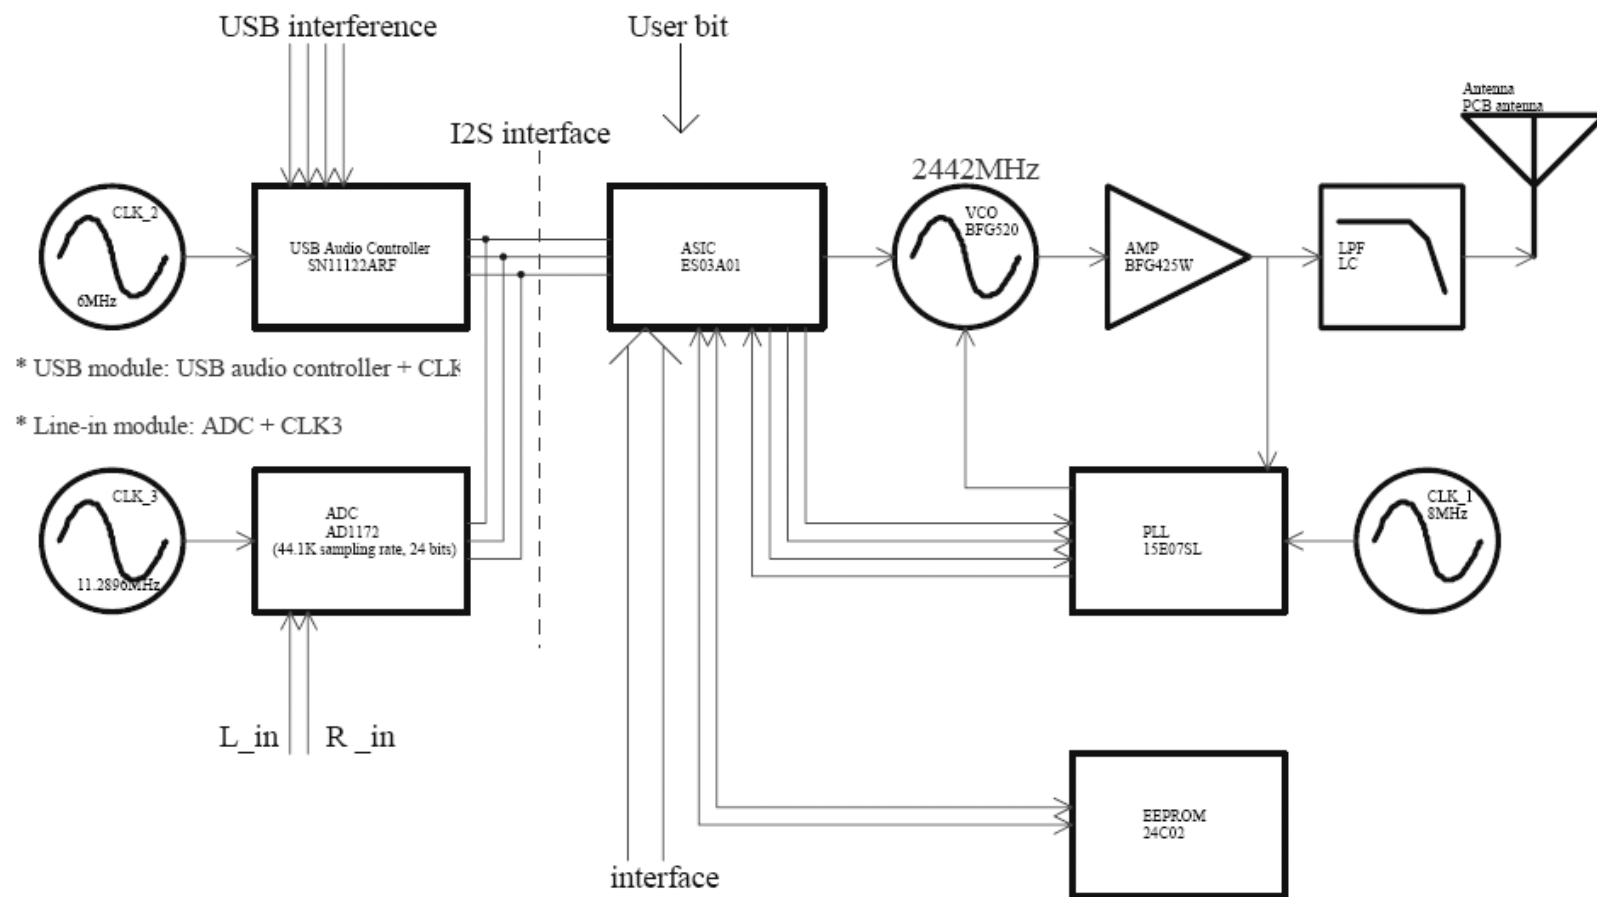 USB interference
User bit
Antenna
PCB antenna
I2S interface
2442MHz
CLK_2
6MHz
USB Audio Controller
SN11122ARF
ASIC
ES03A01
VCO
BFG520
AMP
BFG425W
LPF
LC
* USB module: USB audio controller + CLK
* Line-in module: ADC + CLK3
CLK_3
11.2896MHz
ADC
AD1172
(44.1K sampling rate, 24 bits)
PLL
15E07SL
CLK_1
8MHz
L_in
R _in
EEPROM
24C02
interface